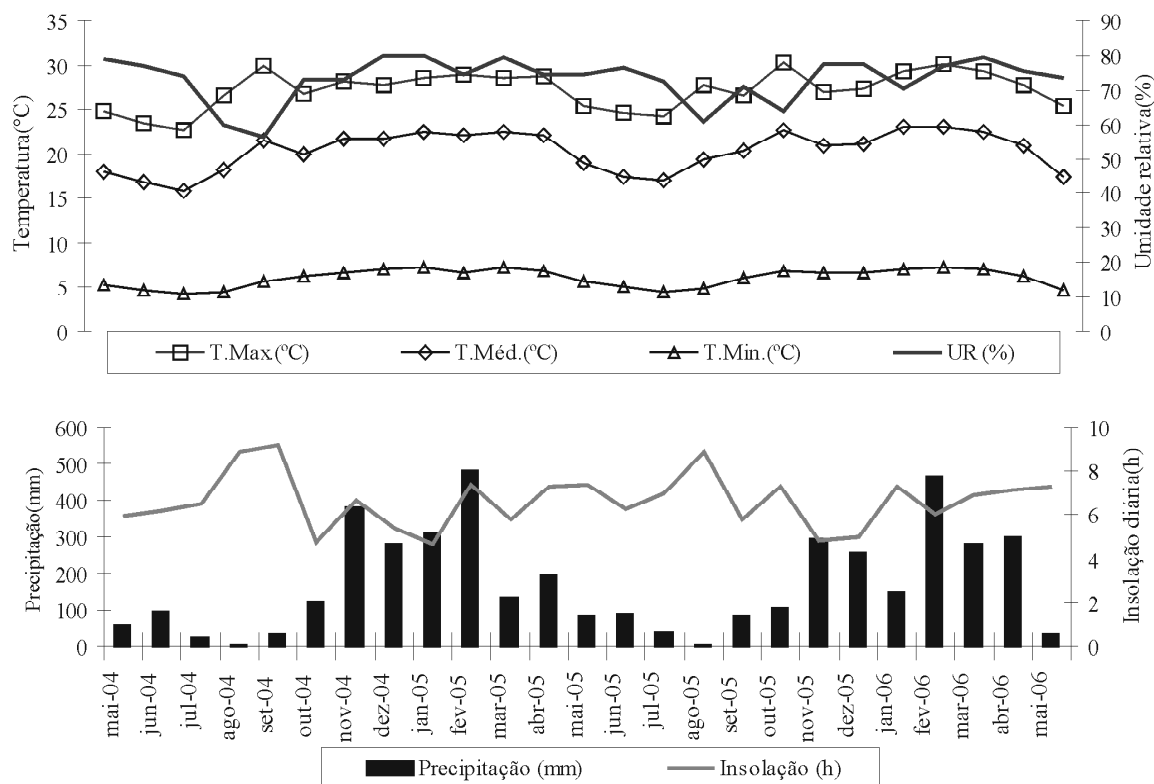 Temperatura(°C)
35
30
25
20
15
10
5
0
90
80
70
60
50
40
30
20
10
0
Umidade relativa(%)
T.Max.(ºC) T.Méd.(ºC) T.Min.(ºC) UR (%)
Precipitação(mm)
600
500
400
300
200
100
0
10
8
6
4
2
0
Insolação diária(h)
mai-04
jun-04
jul-04
ago-04
set-04
out-04
nov-04
dez-04
jan-05
fev-05
mar-05
abr-05
mai-05
jun-05
jul-05
ago-05
set-05
out-05
nov-05
dez-05
jan-06
fev-06
mar-06
abr-06
mai-06
Precipitação (mm) Insolação (h)